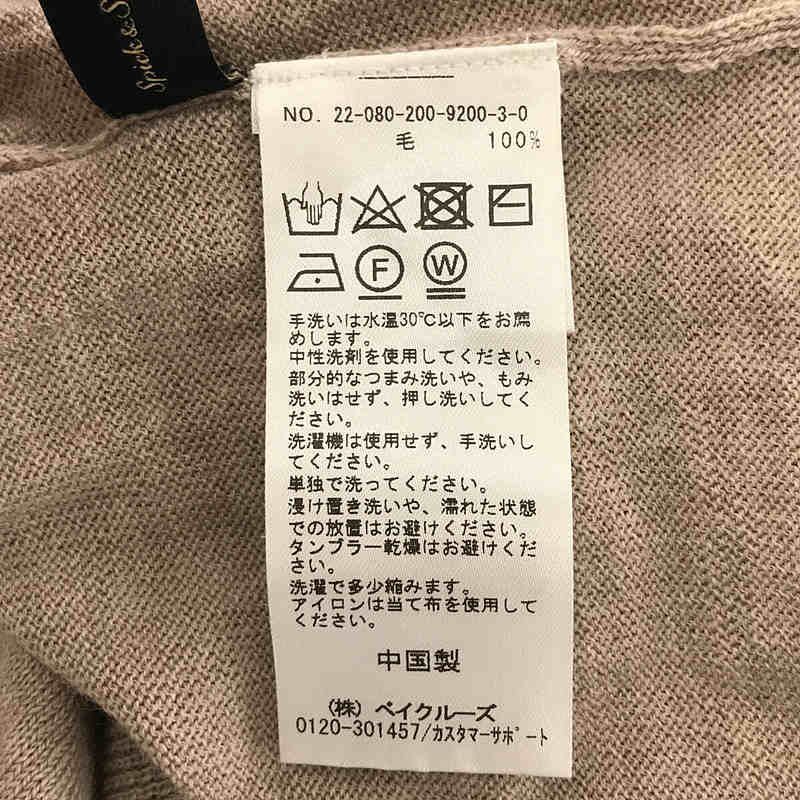 Spick & S
NO. 22-080-200-9200-3-0
毛 100%
F W
手洗いは水温30℃以下をお薦
めします。
中性洗剤を使用してください。
部分的なつまみ洗いや、もみ
洗いはせず、押し洗いしてく
ださい。
洗濯機は使用せず、手洗いし
てください。
単独で洗ってください。
浸け置き洗いや、濡れた状態
での放置はお避けください。
タンブラー乾燥はお避けくだ
さい。
洗濯で多少縮みます。
アイロンは当て布を使用して
ください。
中国製
(株) ベイクルーズ
0120-301457/カスタマーサポート